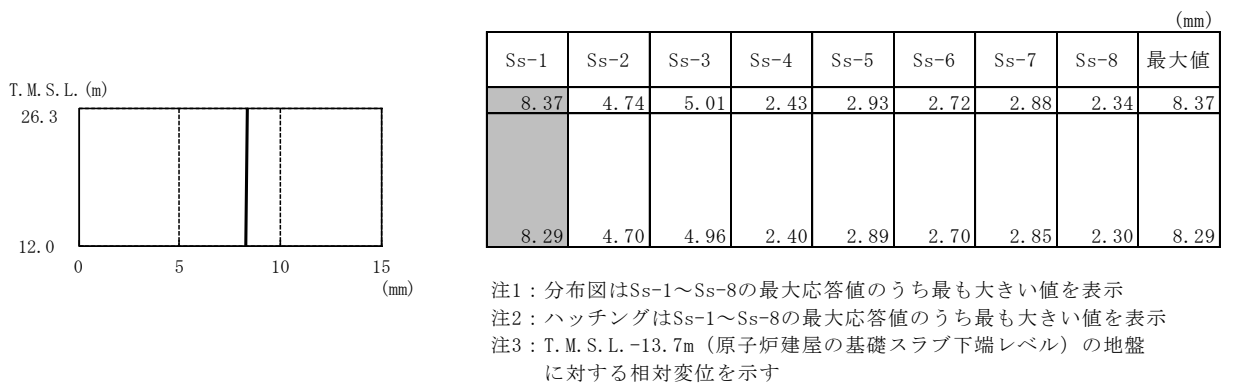 (mm)
Ss-1 Ss-2 Ss-3 Ss-4 Ss-5 Ss-6 Ss-7 Ss-8 最大値
8.37 4.74 5.01 2.43 2.93 2.72 2.88 2.34 8.37
8.29 4.70 4.96 2.40 2.89 2.70 2.85 2.30 8.29
T.M.S.L.(m)
26.3
12.0
0 5 10 15
(mm)
注1：分布図はSs-1～Ss-8の最大応答値のうち最も大きい値を表示
注2：ハッチングはSs-1～Ss-8の最大応答値のうち最も大きい値を表示
注3：T.M.S.L.-13.7m（原子炉建屋の基礎スラブ下端レベル）の地盤
に対する相対変位を示す